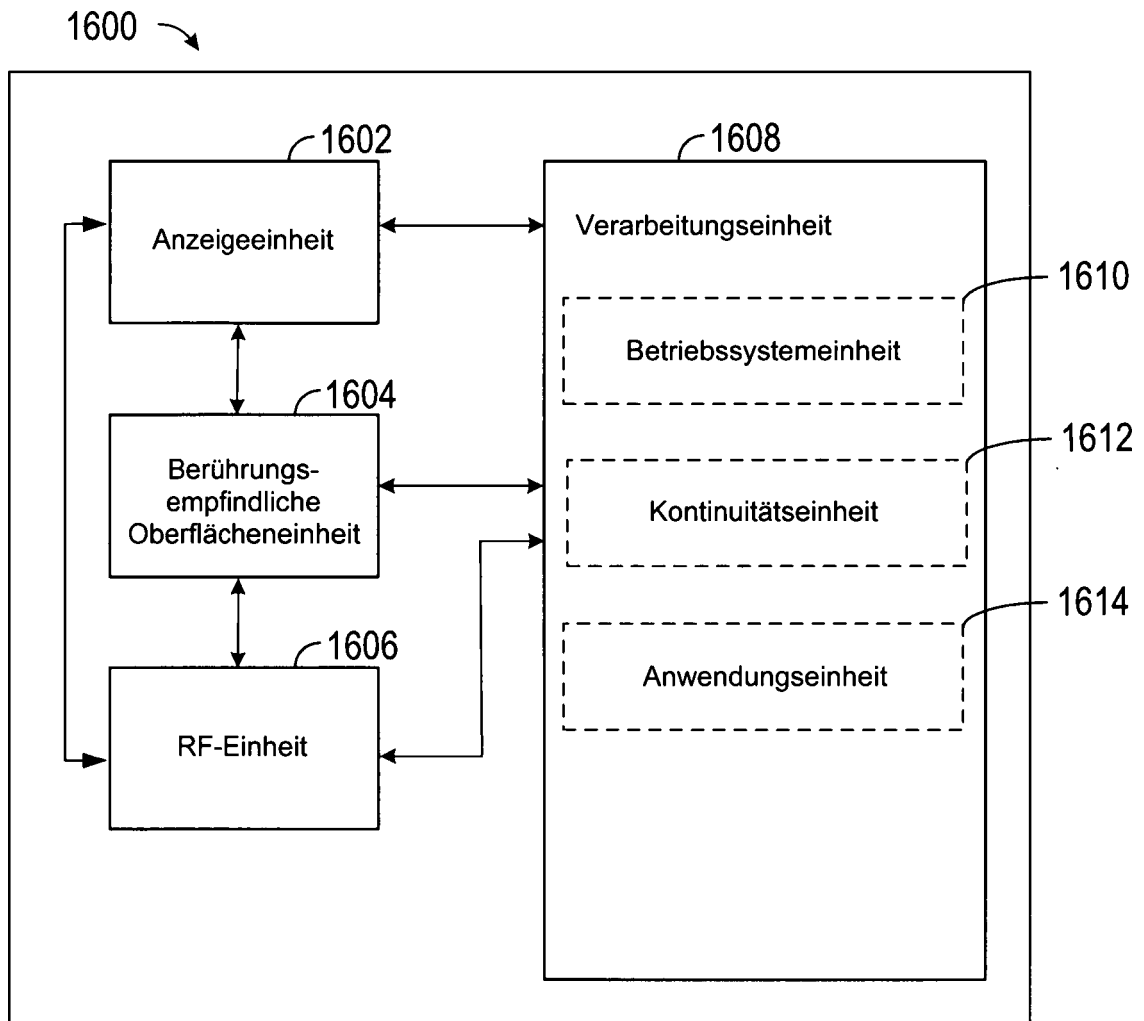 1600
1602
Anzeigeeinheit
1604
Berührungs-
empfindliche
Oberflächeneinheit
1606
RF-Einheit
1608
Verarbeitungseinheit
1610
Betriebssystemeinheit
1612
Kontinuitätseinheit
1614
Anwendungseinheit